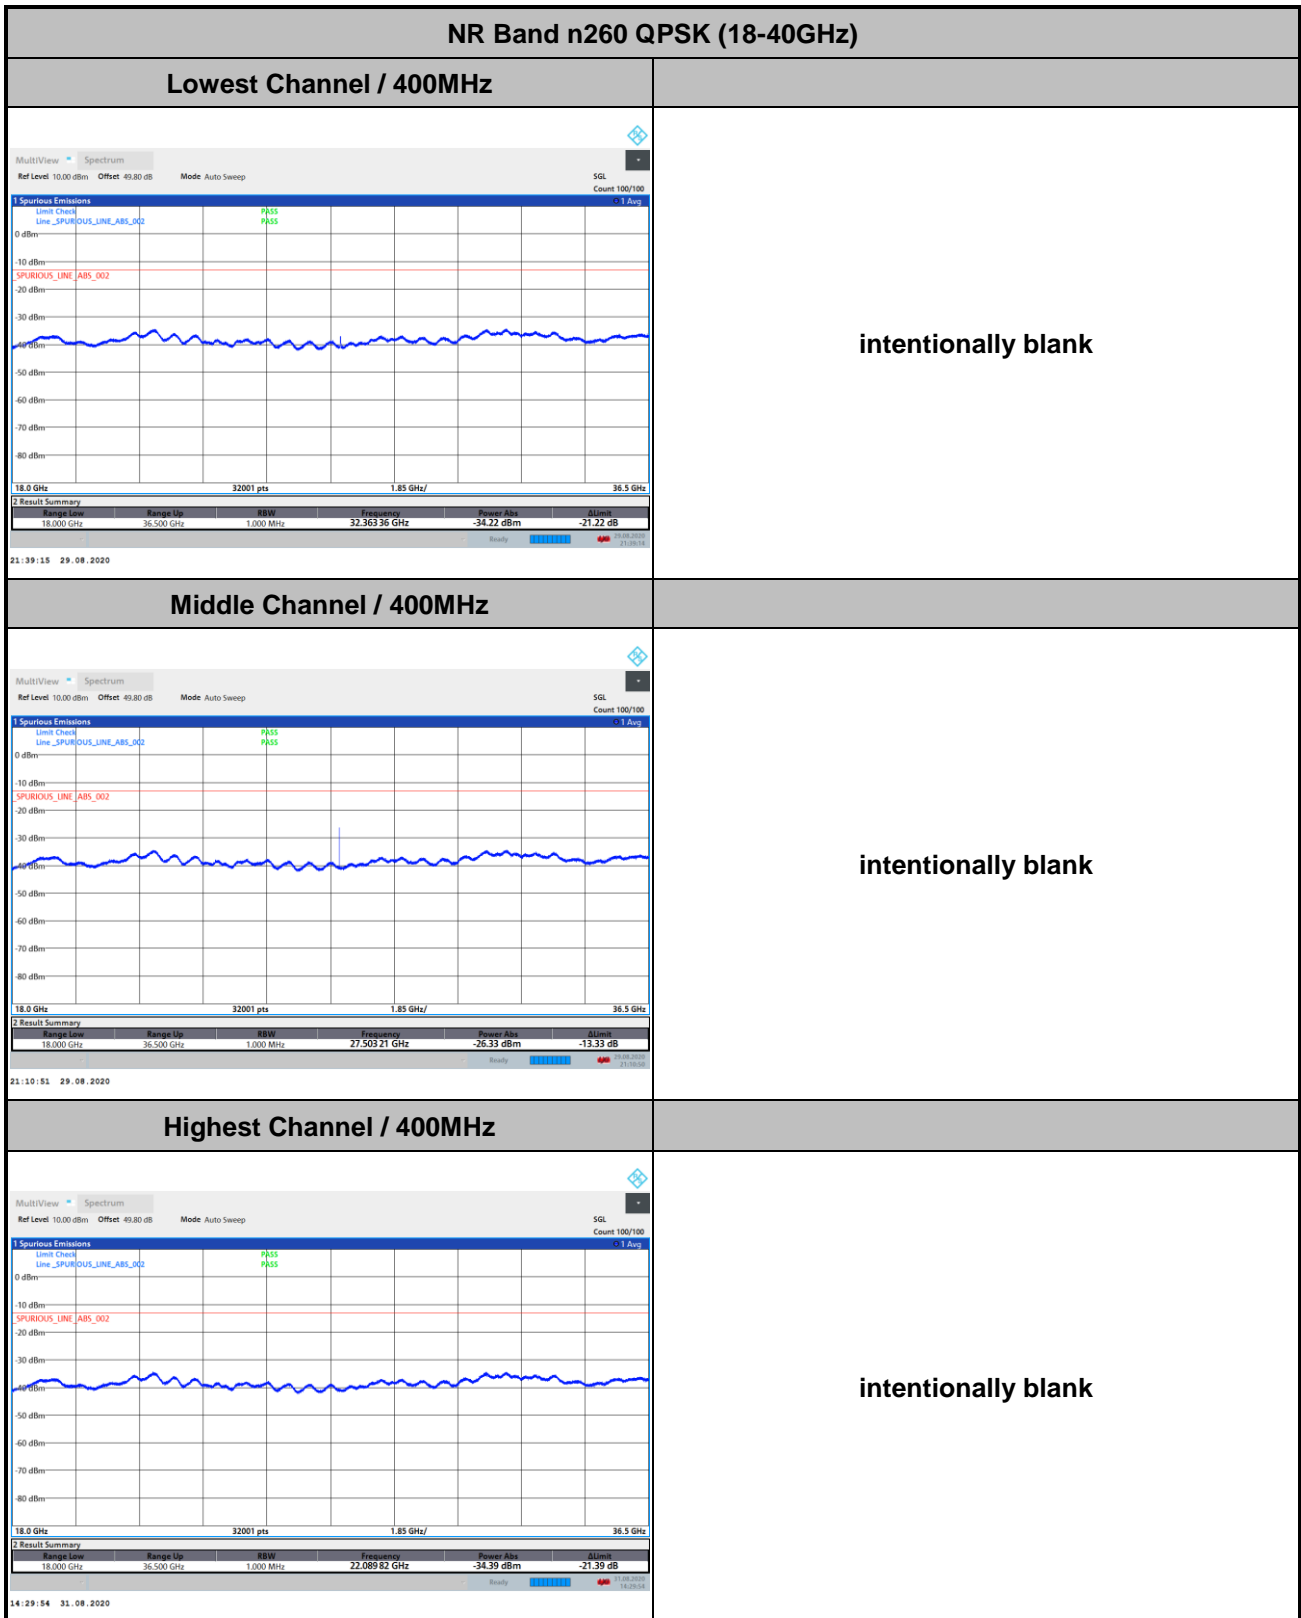 NR Band n260 QPSK (18-40GHz)
Lowest Channel / 400MHz
MultiView Spectrum
Ref Level 10.00 dBm Offset 49.80 dB Mode Auto Sweep SGL
Count 100/100
1 Spurious Emissions 1 Avg
Limit Check PASS
Line _SPURIOUS_LINE_ABS_002 PASS
0 dBm
-10 dBm
_SPURIOUS_LINE_ABS_002
-20 dBm
-30 dBm
-40 dBm
-50 dBm
-60 dBm
-70 dBm
-80 dBm
18.0 GHz 32001 pts 1.85 GHz/ 36.5 GHz
2 Result Summary
Range Low Range Up RBW Frequency Power Abs ΔLimit
18.000 GHz 36.500 GHz 1.000 MHz 32.363 36 GHz -34.22 dBm -21.22 dB
Ready 29.08.2020
21:39:15 29.08.2020
intentionally blank
Middle Channel / 400MHz
MultiView Spectrum
Ref Level 10.00 dBm Offset 49.80 dB Mode Auto Sweep SGL
Count 100/100
1 Spurious Emissions 1 Avg
Limit Check PASS
Line _SPURIOUS_LINE_ABS_002 PASS
0 dBm
-10 dBm
_SPURIOUS_LINE_ABS_002
-20 dBm
-30 dBm
-40 dBm
-50 dBm
-60 dBm
-70 dBm
-80 dBm
18.0 GHz 32001 pts 1.85 GHz/ 36.5 GHz
2 Result Summary
Range Low Range Up RBW Frequency Power Abs ΔLimit
18.000 GHz 36.500 GHz 1.000 MHz 27.503 21 GHz -26.33 dBm -13.33 dB
Ready 29.08.2020
21:10:51 29.08.2020
intentionally blank
Highest Channel / 400MHz
MultiView Spectrum
Ref Level 10.00 dBm Offset 49.80 dB Mode Auto Sweep SGL
Count 100/100
1 Spurious Emissions 1 Avg
Limit Check PASS
Line _SPURIOUS_LINE_ABS_002 PASS
0 dBm
-10 dBm
_SPURIOUS_LINE_ABS_002
-20 dBm
-30 dBm
-40 dBm
-50 dBm
-60 dBm
-70 dBm
-80 dBm
18.0 GHz 32001 pts 1.85 GHz/ 36.5 GHz
2 Result Summary
Range Low Range Up RBW Frequency Power Abs ΔLimit
18.000 GHz 36.500 GHz 1.000 MHz 22.089 82 GHz -34.39 dBm -21.39 dB
Ready 31.08.2020
14:29:54
14:29:54 31.08.2020
intentionally blank